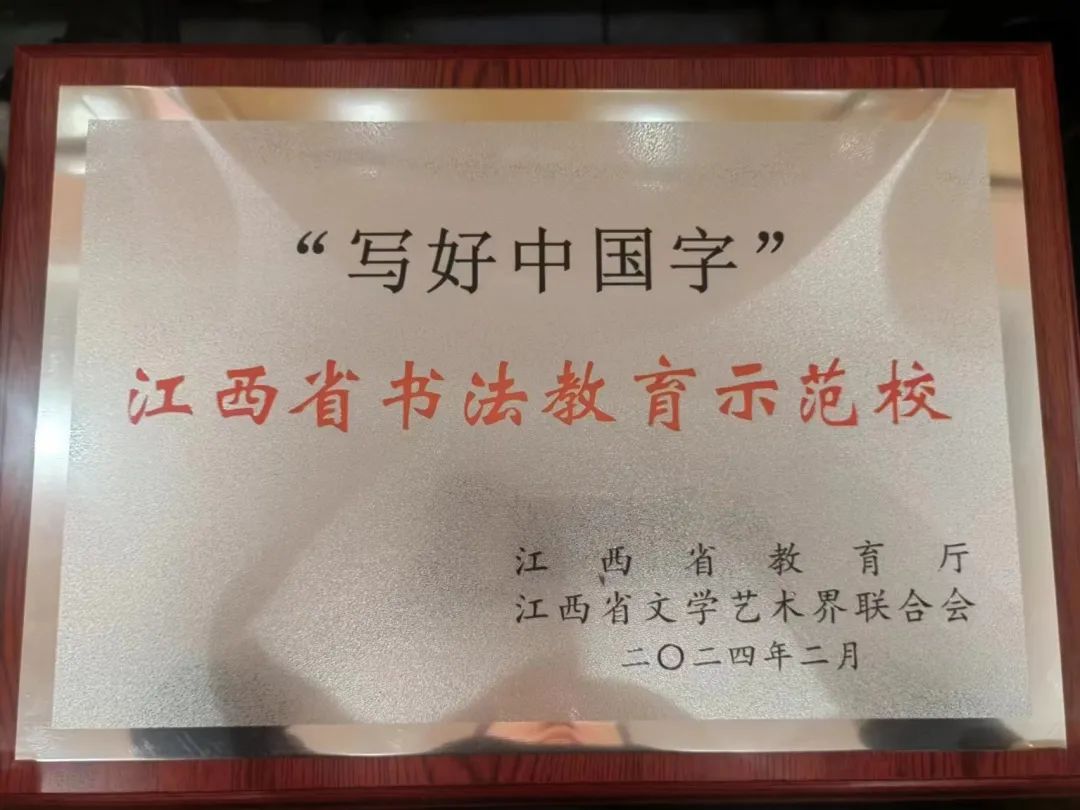 “写好中国字”
江西省书法教育示范校
江西省教育厅
江西省文学艺术界联合会
二〇二四年二月